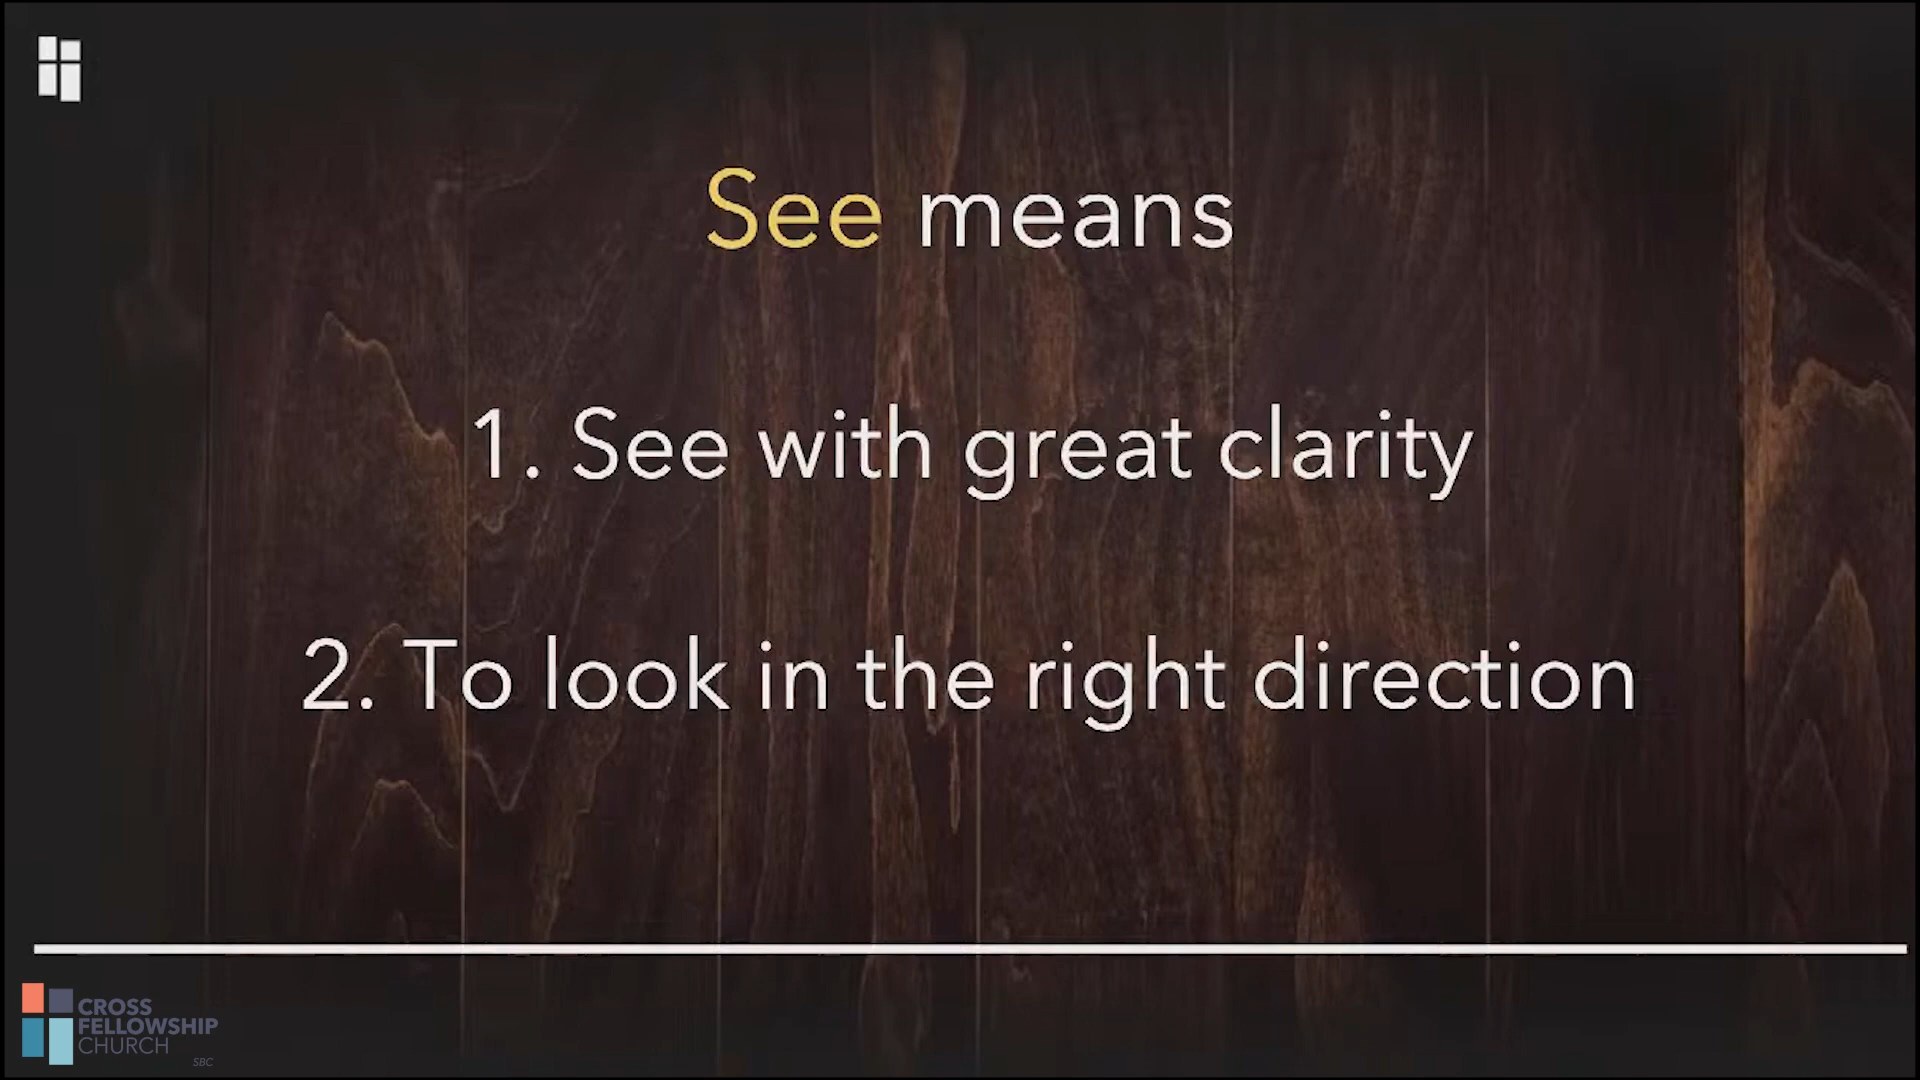 See means
1. See with great clarity
2. To look in the right direction
CROSS
FELLOWSHIP
CHURCH
SBC